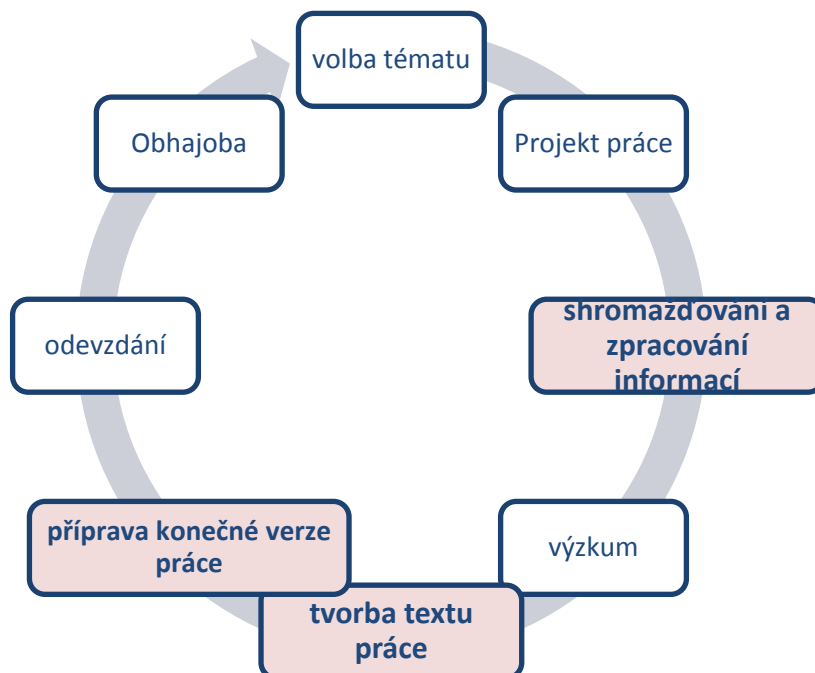 volba tématu
Projekt práce
shromažďování a
zpracování
informací
výzkum
tvorba textu
práce
příprava konečné verze
práce
odevzdání
Obhajoba